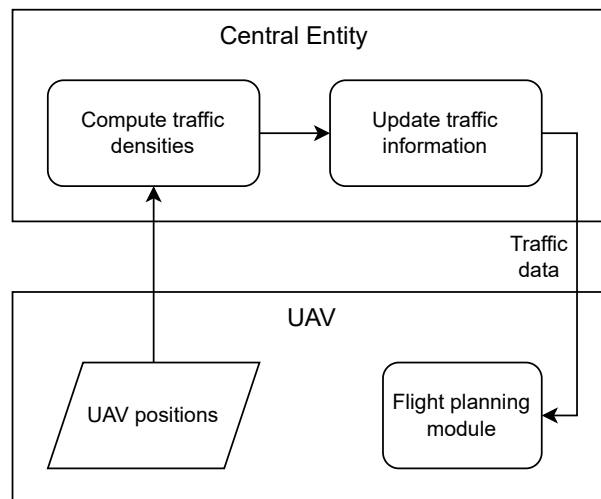 Central Entity
Compute traffic
densities
Update traffic
information
Traffic
data
UAV
UAV positions
Flight planning
module